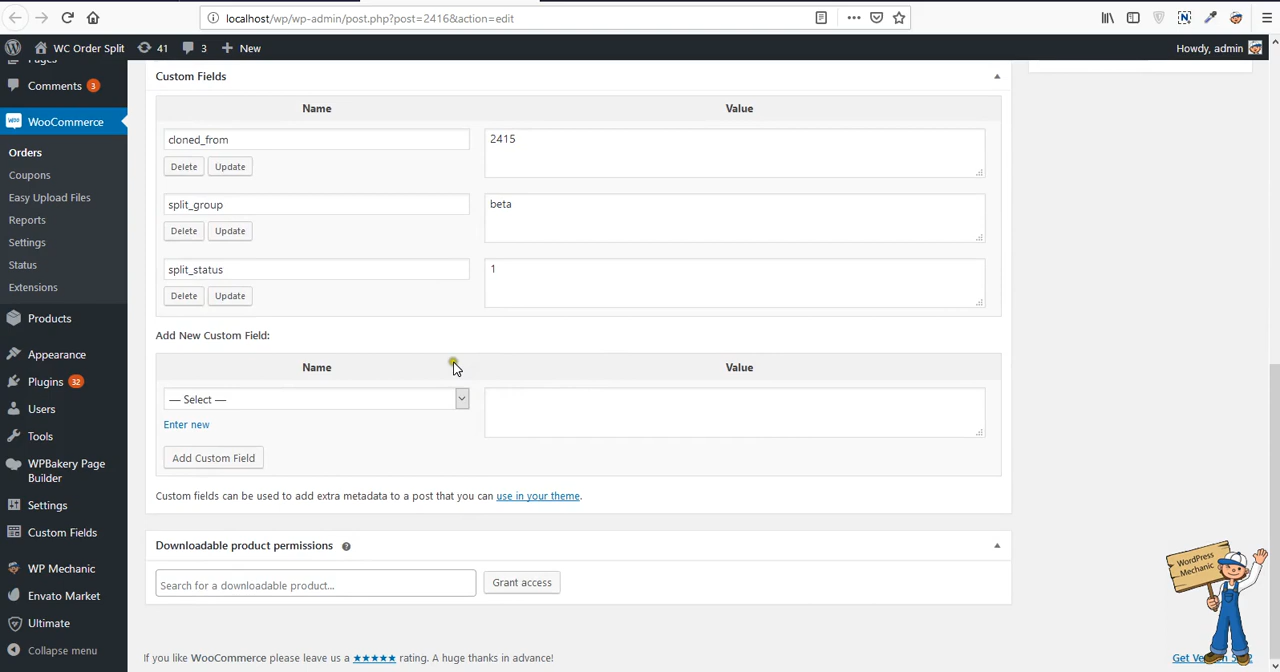 localhost/wp/wp-admin/post.php?post=2416&action=edit
WC Order Split 41 3 + New Howdy, admin
Comments 3
WooCommerce
Orders
Coupons
Easy Upload Files
Reports
Settings
Status
Extensions
Products
Appearance
Plugins 32
Users
Tools
WPBakery Page
Builder
Settings
Custom Fields
WP Mechanic
Envato Market
Ultimate
Collapse menu
Custom Fields
Name Value
cloned_from 2415
Delete Update
split_group beta
Delete Update
split_status 1
Delete Update
Add New Custom Field:
Name Value
— Select —
Enter new
Add Custom Field
Custom fields can be used to add extra metadata to a post that you can use in your theme.
Downloadable product permissions ?
Search for a downloadable product...
Grant access
If you like WooCommerce please leave us a ★★★★★ rating. A huge thanks in advance!
WordPress
Mechanic
Get Ve